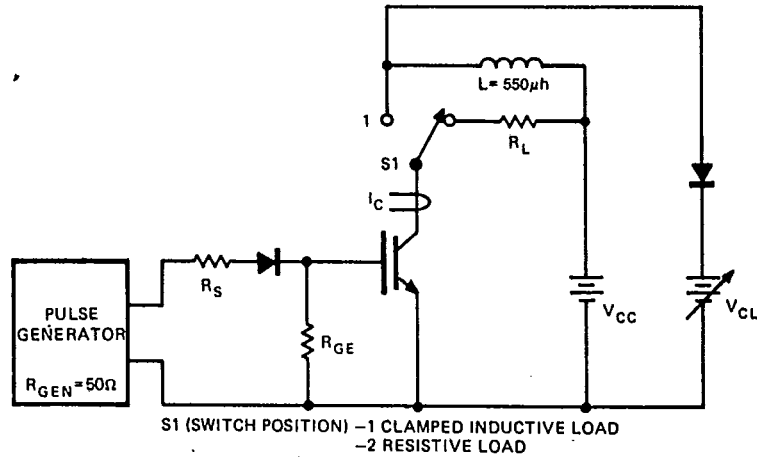 L= 550μh
1
R_L
S1
I_C
R_S
PULSE
GENERATOR
R_GEN = 50Ω
R_GE
V_CC
V_CL
S1 (SWITCH POSITION) –1 CLAMPED INDUCTIVE LOAD
–2 RESISTIVE LOAD